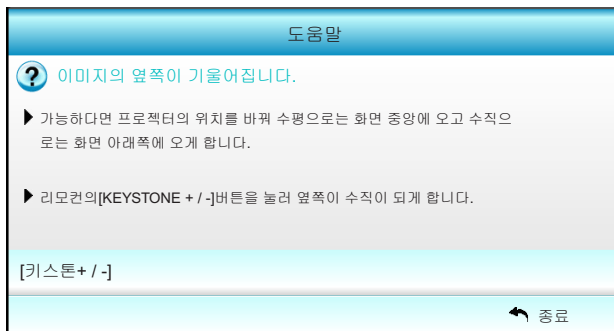 도움말
이미지의 옆쪽이 기울어집니다.
가능하다면 프로젝터의 위치를 바꿔 수평으로는 화면 중앙에 오고 수직으
로는 화면 아래쪽에 오게 합니다.
리모컨의[KEYSTONE + / -]버튼을 눌러 옆쪽이 수직이 되게 합니다.
[키스톤+ / -]
종료